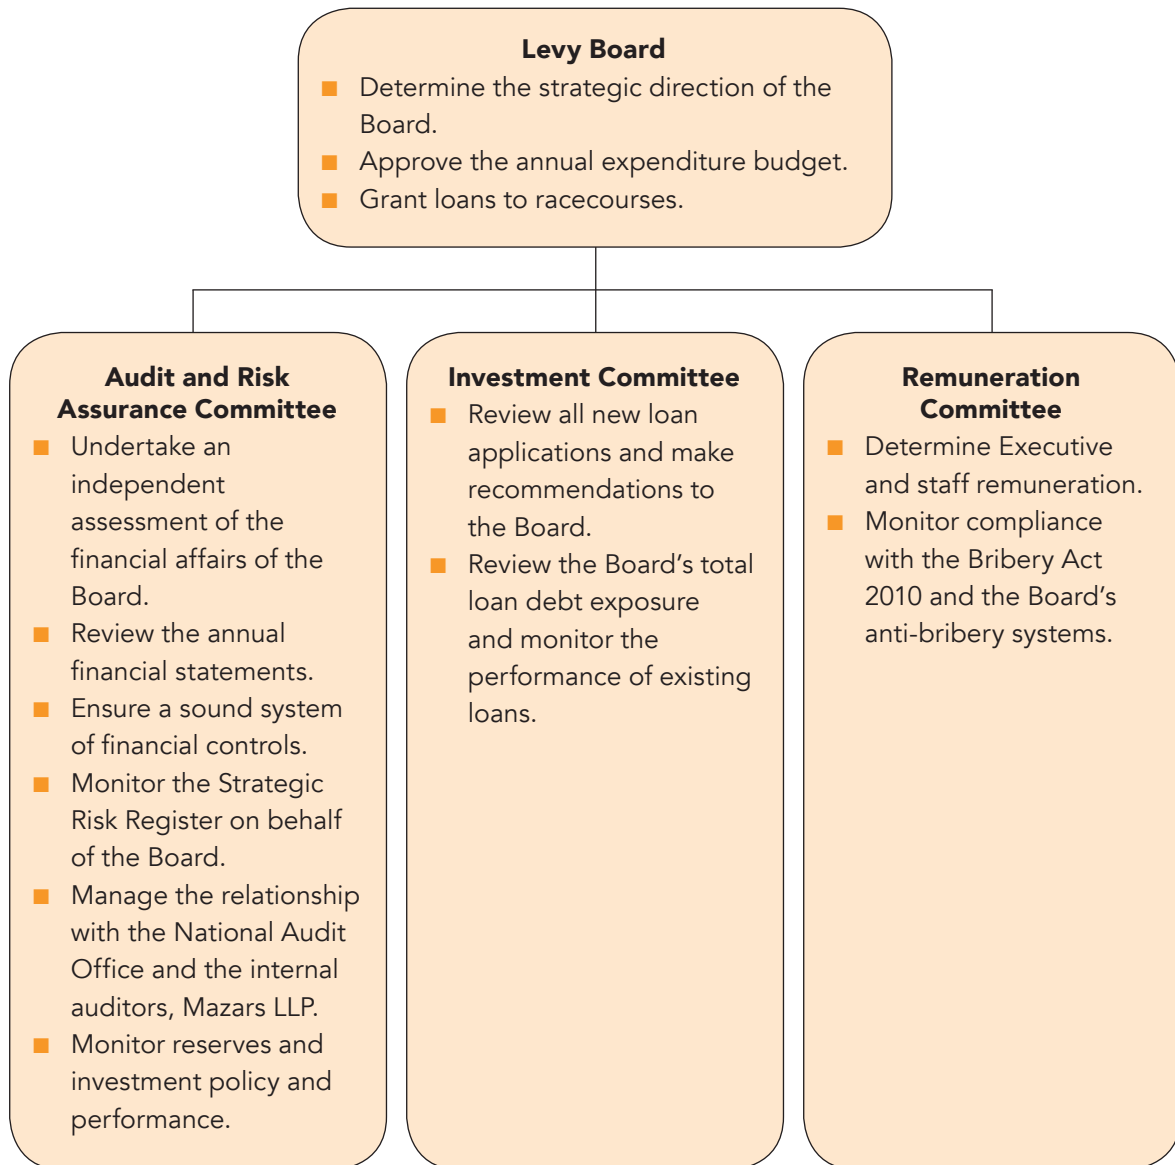 Levy Board
■ Determine the strategic direction of the
Board.
■ Approve the annual expenditure budget.
■ Grant loans to racecourses.
Audit and Risk
Assurance Committee
■ Undertake an
independent
assessment of the
financial affairs of the
Board.
■ Review the annual
financial statements.
■ Ensure a sound system
of financial controls.
■ Monitor the Strategic
Risk Register on behalf
of the Board.
■ Manage the relationship
with the National Audit
Office and the internal
auditors, Mazars LLP.
■ Monitor reserves and
investment policy and
performance.
Investment Committee
■ Review all new loan
applications and make
recommendations to
the Board.
■ Review the Board’s total
loan debt exposure
and monitor the
performance of existing
loans.
Remuneration
Committee
■ Determine Executive
and staff remuneration.
■ Monitor compliance
with the Bribery Act
2010 and the Board’s
anti-bribery systems.